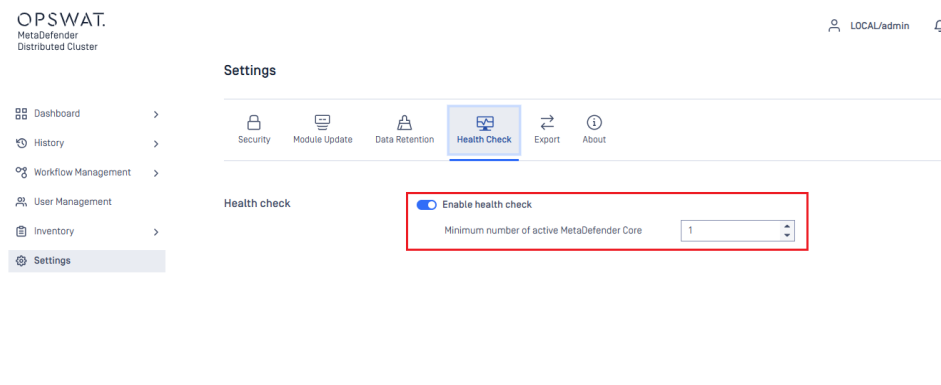 OPSWAT.
MetaDefender
Distributed Cluster
LOCAL/admin
Settings
Dashboard
History
Workflow Management
User Management
Inventory
Settings
Security
Module Update
Data Retention
Health Check
Export
About
Health check
Enable health check
Minimum number of active MetaDefender Core
1